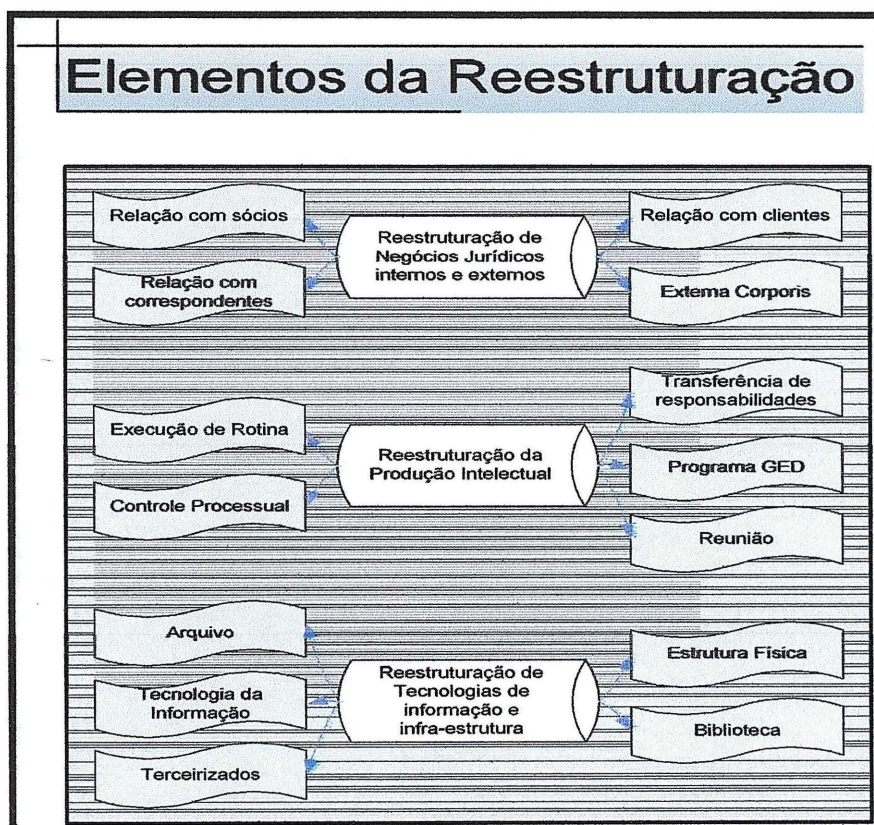 Elementos da Reestruturação
Relação com sócios
Relação com
correspondentes
Reestruturação de
Negócios Jurídicos
internos e externos
Relação com clientes
Externa Corporis
Execução de Rotina
Controle Processual
Reestruturação da
Produção Intelectual
Transferência de
responsabilidades
Programa GED
Reunião
Arquivo
Tecnologia da
Informação
Terceirizados
Reestruturação de
Tecnologias de
informação e
infra-estrutura
Estrutura Física
Biblioteca